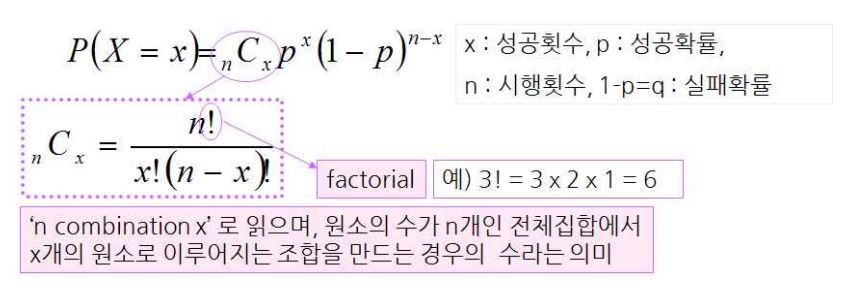 P(X = x)= nCx p^x (1 − p)^(n−x)
x : 성공횟수, p : 성공확률,
n : 시행횟수, 1-p=q : 실패확률
nCx = n! / x!(n − x)!
factorial
예) 3! = 3 x 2 x 1 = 6
‘n combination x’ 로 읽으며, 원소의 수가 n개인 전체집합에서
x개의 원소로 이루어지는 조합을 만드는 경우의 수라는 의미